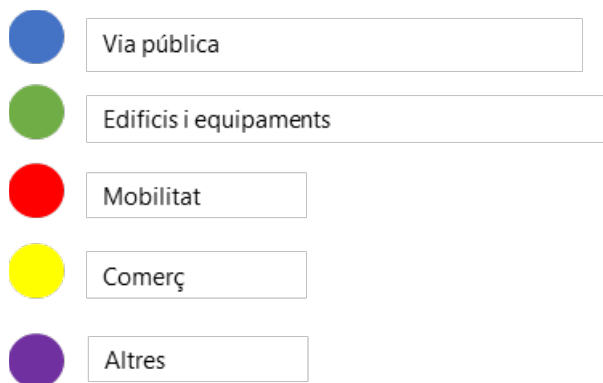 Via pública
Edificis i equipaments
Mobilitat
Comerç
Altres